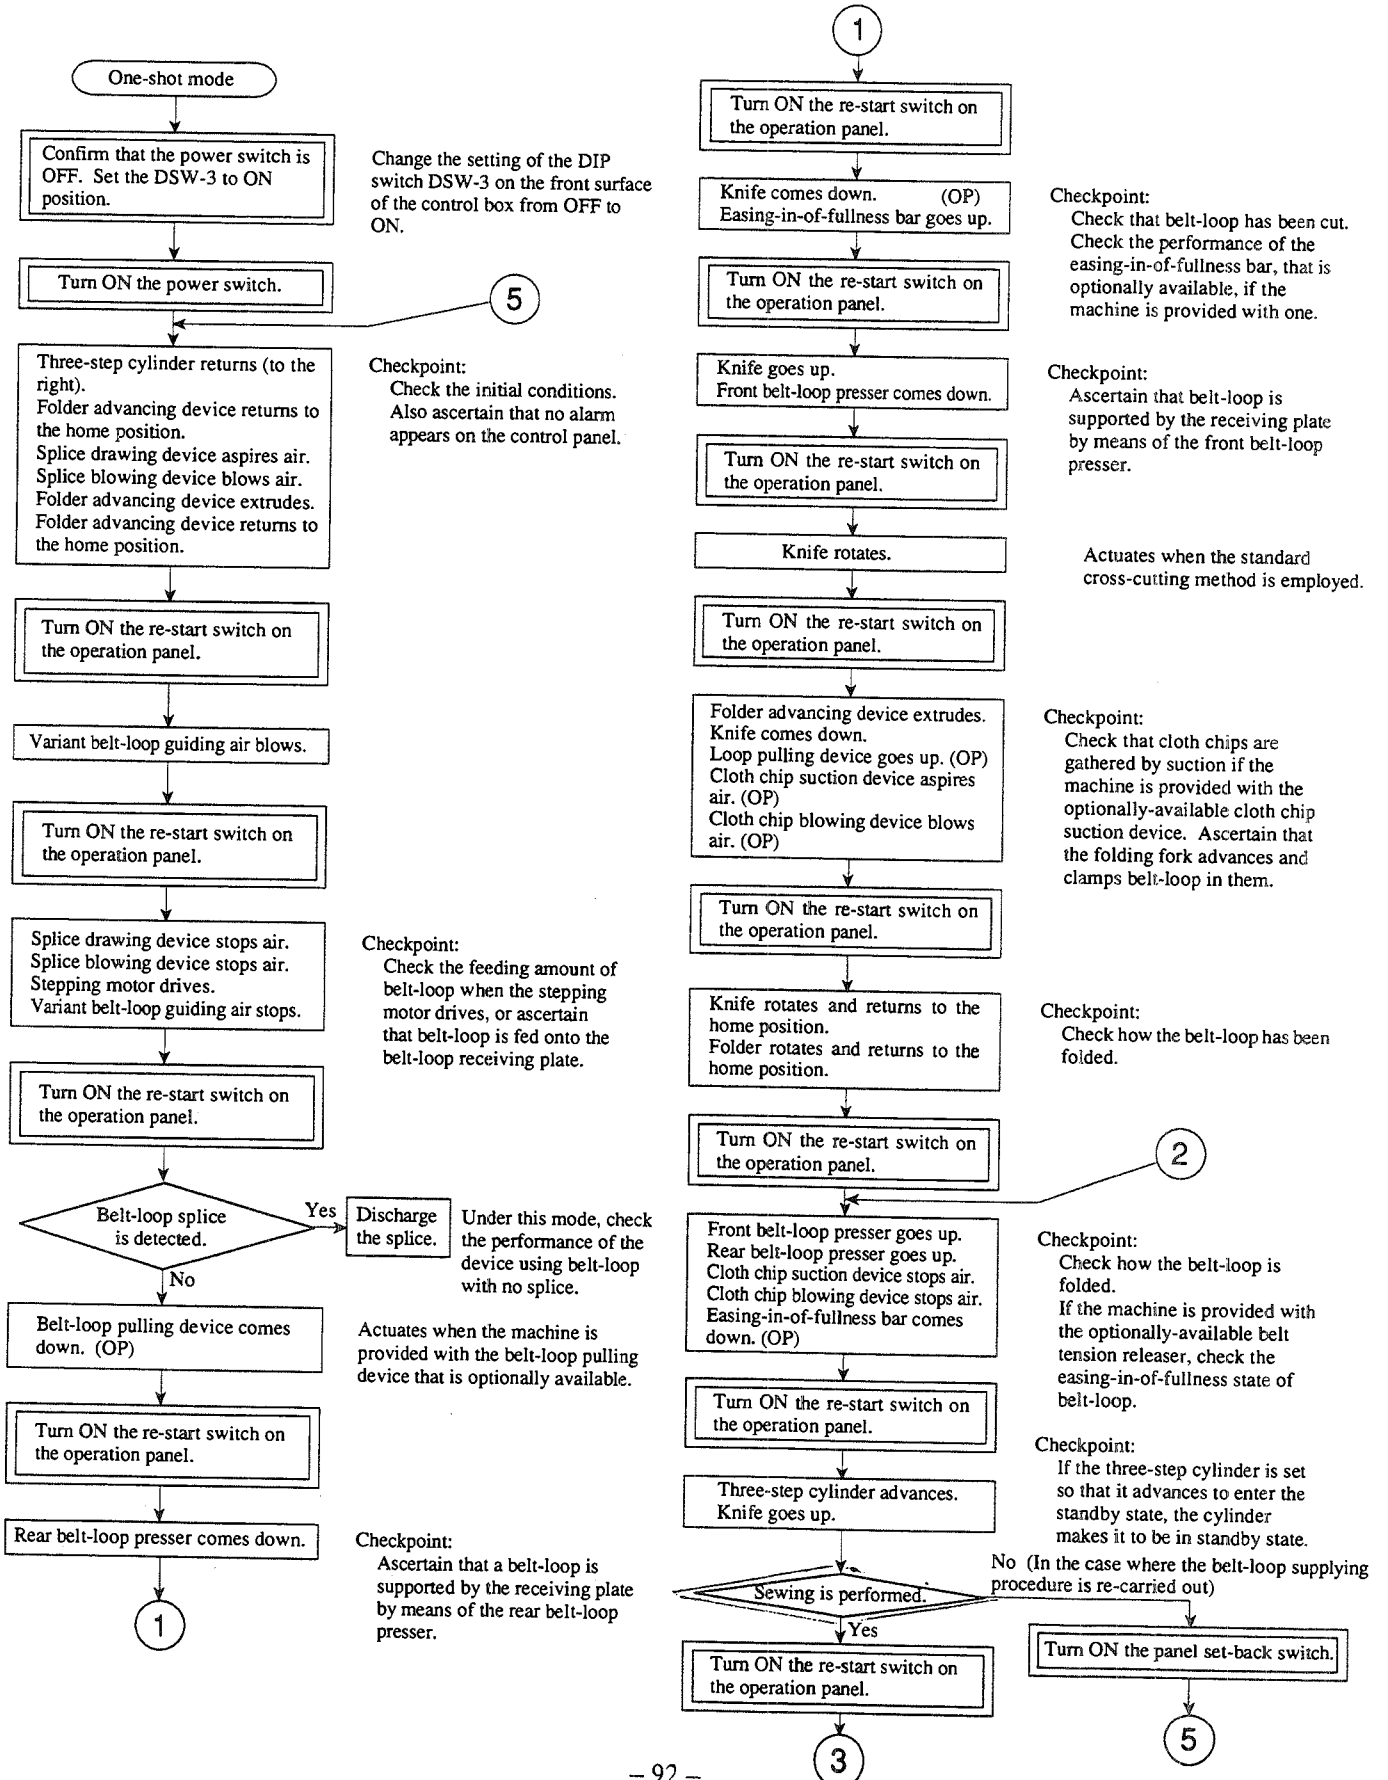 One-shot mode
Confirm that the power switch is
OFF. Set the DSW-3 to ON
position.
Change the setting of the DIP
switch DSW-3 on the front surface
of the control box from OFF to
ON.
Turn ON the power switch.
5
Three-step cylinder returns (to the
right).
Folder advancing device returns to
the home position.
Splice drawing device aspires air.
Splice blowing device blows air.
Folder advancing device extrudes.
Folder advancing device returns to
the home position.
Checkpoint:
Check the initial conditions.
Also ascertain that no alarm
appears on the control panel.
Turn ON the re-start switch on
the operation panel.
Variant belt-loop guiding air blows.
Turn ON the re-start switch on
the operation panel.
Splice drawing device stops air.
Splice blowing device stops air.
Stepping motor drives.
Variant belt-loop guiding air stops.
Checkpoint:
Check the feeding amount of
belt-loop when the stepping
motor drives, or ascertain
that belt-loop is fed onto the
belt-loop receiving plate.
Turn ON the re-start switch on
the operation panel.
Belt-loop splice
is detected.
Yes
Discharge
the splice.
Under this mode, check
the performance of the
device using belt-loop
with no splice.
No
Belt-loop pulling device comes
down. (OP)
Actuates when the machine is
provided with the belt-loop pulling
device that is optionally available.
Turn ON the re-start switch on
the operation panel.
Rear belt-loop presser comes down.
Checkpoint:
Ascertain that a belt-loop is
supported by the receiving plate
by means of the rear belt-loop
presser.
1
1
Turn ON the re-start switch on
the operation panel.
Knife comes down. (OP)
Easing-in-of-fullness bar goes up.
Checkpoint:
Check that belt-loop has been cut.
Check the performance of the
easing-in-of-fullness bar, that is
optionally available, if the
machine is provided with one.
Turn ON the re-start switch on
the operation panel.
Knife goes up.
Front belt-loop presser comes down.
Checkpoint:
Ascertain that belt-loop is
supported by the receiving plate
by means of the front belt-loop
presser.
Turn ON the re-start switch on
the operation panel.
Knife rotates.
Actuates when the standard
cross-cutting method is employed.
Turn ON the re-start switch on
the operation panel.
Folder advancing device extrudes.
Knife comes down.
Loop pulling device goes up. (OP)
Cloth chip suction device aspires
air. (OP)
Cloth chip blowing device blows
air. (OP)
Checkpoint:
Check that cloth chips are
gathered by suction if the
machine is provided with the
optionally-available cloth chip
suction device. Ascertain that
the folding fork advances and
clamps belt-loop in them.
Turn ON the re-start switch on
the operation panel.
Knife rotates and returns to the
home position.
Folder rotates and returns to the
home position.
Checkpoint:
Check how the belt-loop has been
folded.
Turn ON the re-start switch on
the operation panel.
2
Front belt-loop presser goes up.
Rear belt-loop presser goes up.
Cloth chip suction device stops air.
Cloth chip blowing device stops air.
Easing-in-of-fullness bar comes
down. (OP)
Checkpoint:
Check how the belt-loop is
folded.
If the machine is provided with
the optionally-available belt
tension releaser, check the
easing-in-of-fullness state of
belt-loop.
Turn ON the re-start switch on
the operation panel.
Three-step cylinder advances.
Knife goes up.
Checkpoint:
If the three-step cylinder is set
so that it advances to enter the
standby state, the cylinder
makes it to be in standby state.
Sewing is performed.
No (In the case where the belt-loop supplying
procedure is re-carried out)
Yes
Turn ON the panel set-back switch.
Turn ON the re-start switch on
the operation panel.
5
3
– 92 –